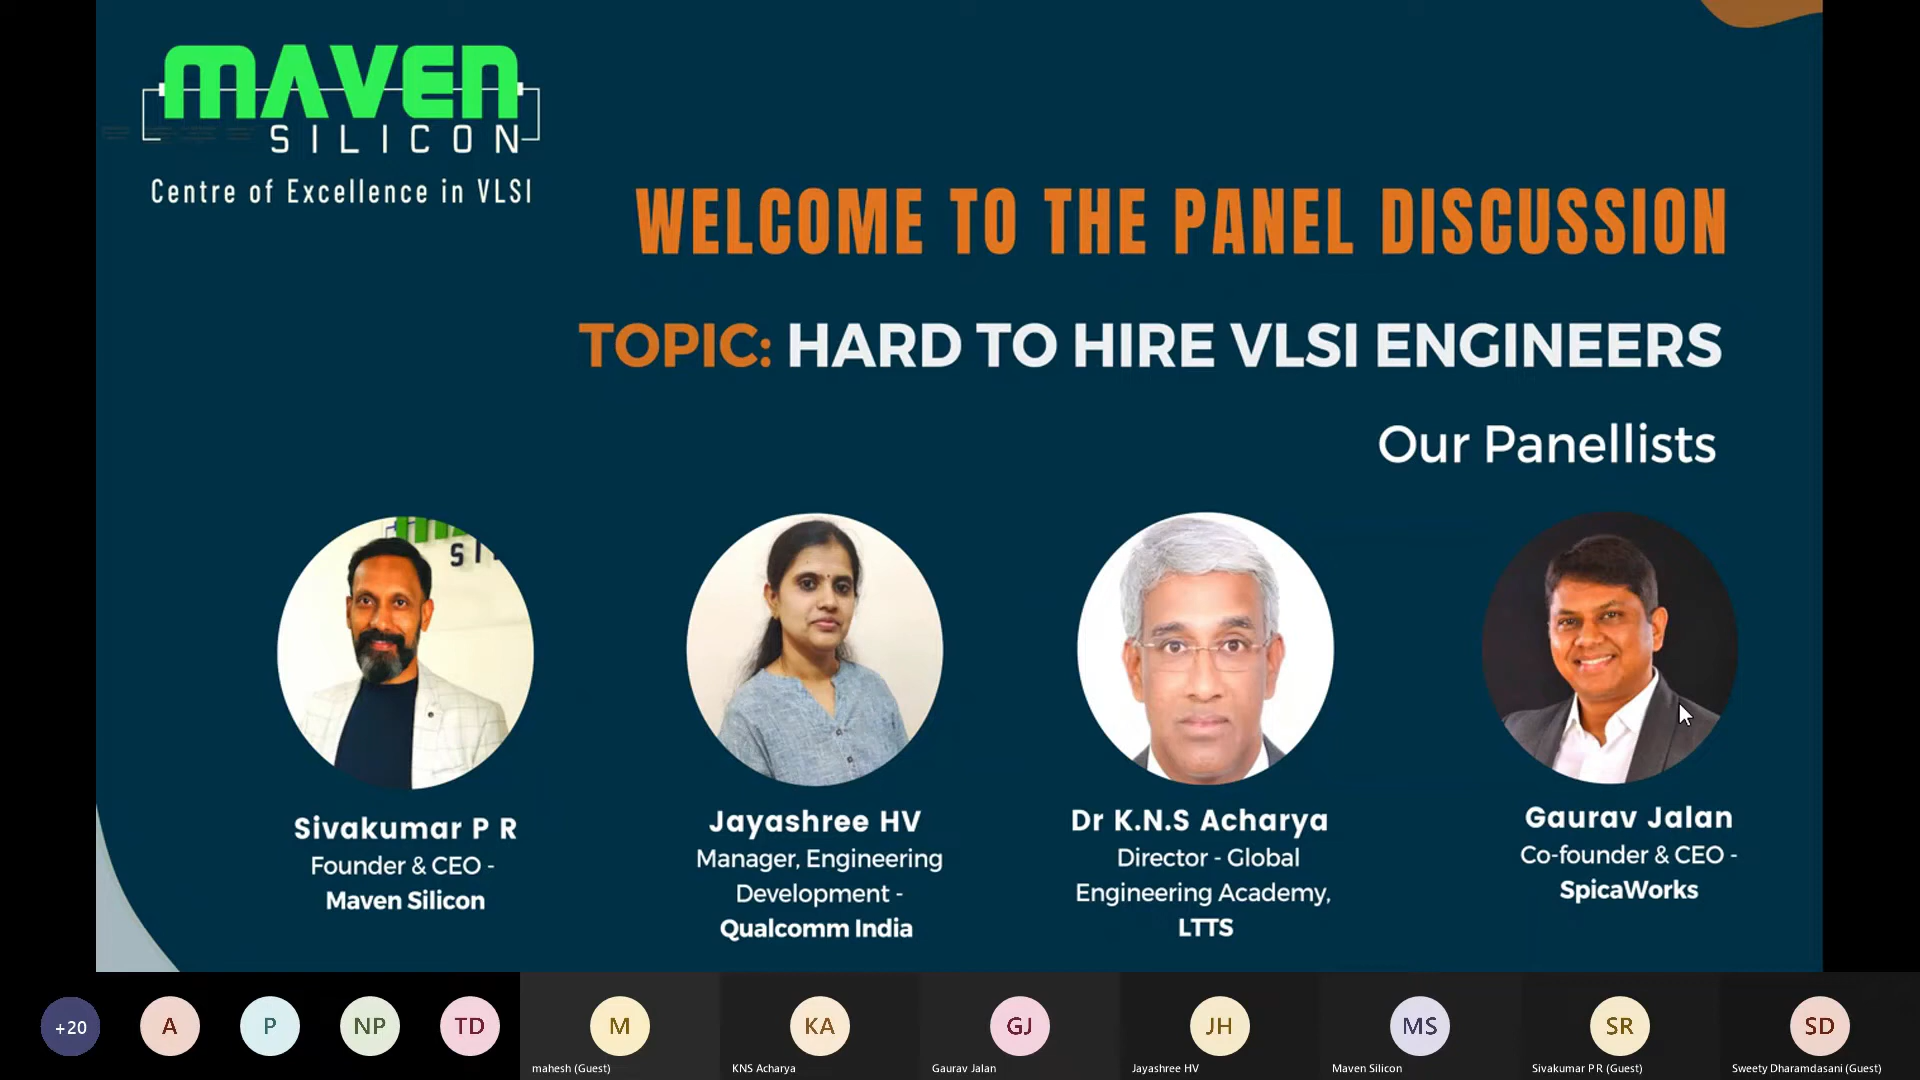 MAVEN
SILICON
Centre of Excellence in VLSI
WELCOME TO THE PANEL DISCUSSION
TOPIC: HARD TO HIRE VLSI ENGINEERS
Our Panellists
Sivakumar P R
Founder & CEO -
Maven Silicon
Jayashree HV
Manager, Engineering
Development -
Qualcomm India
Dr K.N.S Acharya
Director - Global
Engineering Academy,
LTTS
Gaurav Jalan
Co-founder & CEO -
SpicaWorks
+20
A
P
NP
TD
M
mahesh (Guest)
KA
KNS Acharya
GJ
Gaurav Jalan
JH
Jayashree HV
MS
Maven Silicon
SR
Sivakumar P R (Guest)
SD
Sweety Dharamdasani (Guest)